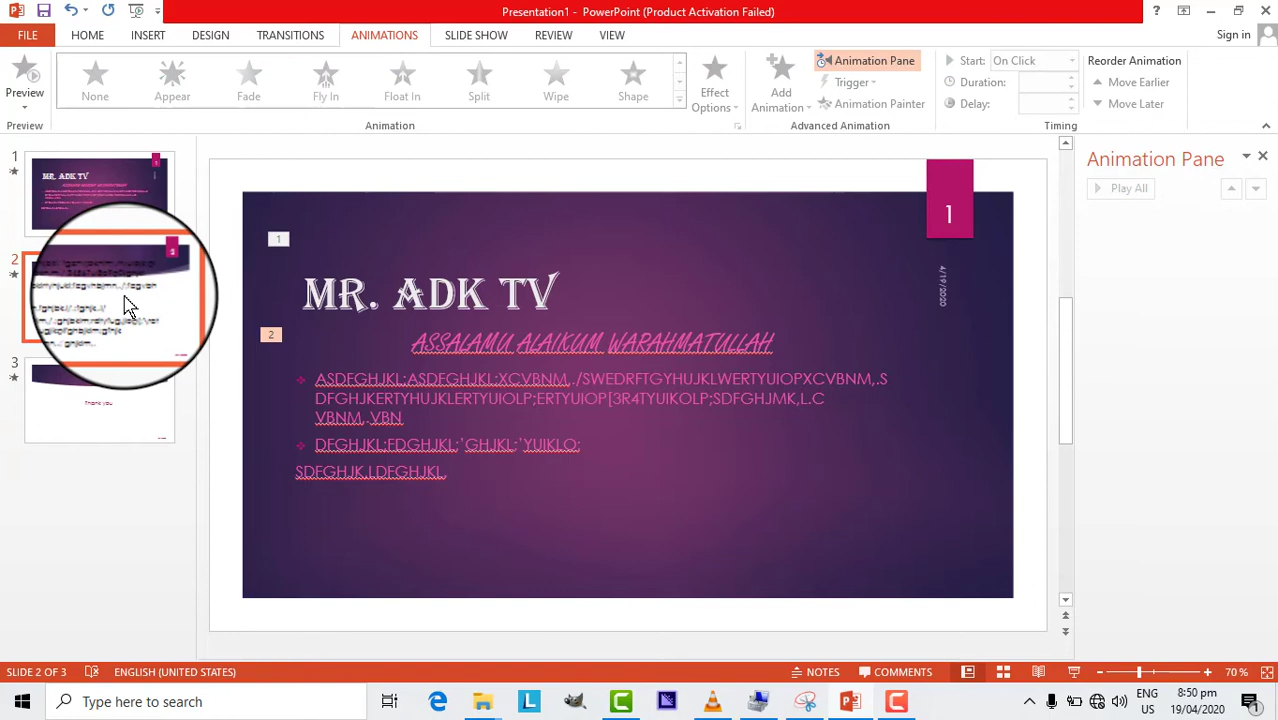 Presentation1 - PowerPoint (Product Activation Failed)
FILE HOME INSERT DESIGN TRANSITIONS ANIMATIONS SLIDE SHOW REVIEW VIEW Sign in
Preview None Appear Fade Fly In Float In Split Wipe Shape Effect Options Add Animation
Animation Pane
Trigger
Animation Painter
Start: On Click
Duration:
Delay:
Reorder Animation
Move Earlier
Move Later
Preview Animation Advanced Animation Timing
1
MR. ADK TV
2
3
Thank you
1
1
4/19/2020
MR. ADK TV
2
ASSALAMU ALAIKUM WARAHMATULLAH
ASDFGHJKL;ASDFGHJKL;XCVBNM,./SWEDRFTGYHUJKLWERTYUIOPXCVBNM,.S
DFGHJKERTYHUJKLERTYUIOLP;ERTYUIOP[3R4TYUIKOLP;SDFGHJMK,L.C
VBNM,.VBN
DFGHJKL;FDGHJKL;'GHJKL;'YUIKLO;
SDFGHJK,LDFGHJKL,
Animation Pane
Play All
SLIDE 2 OF 3 ENGLISH (UNITED STATES) NOTES COMMENTS 70 %
Type here to search
ENG
US
8:50 pm
19/04/2020